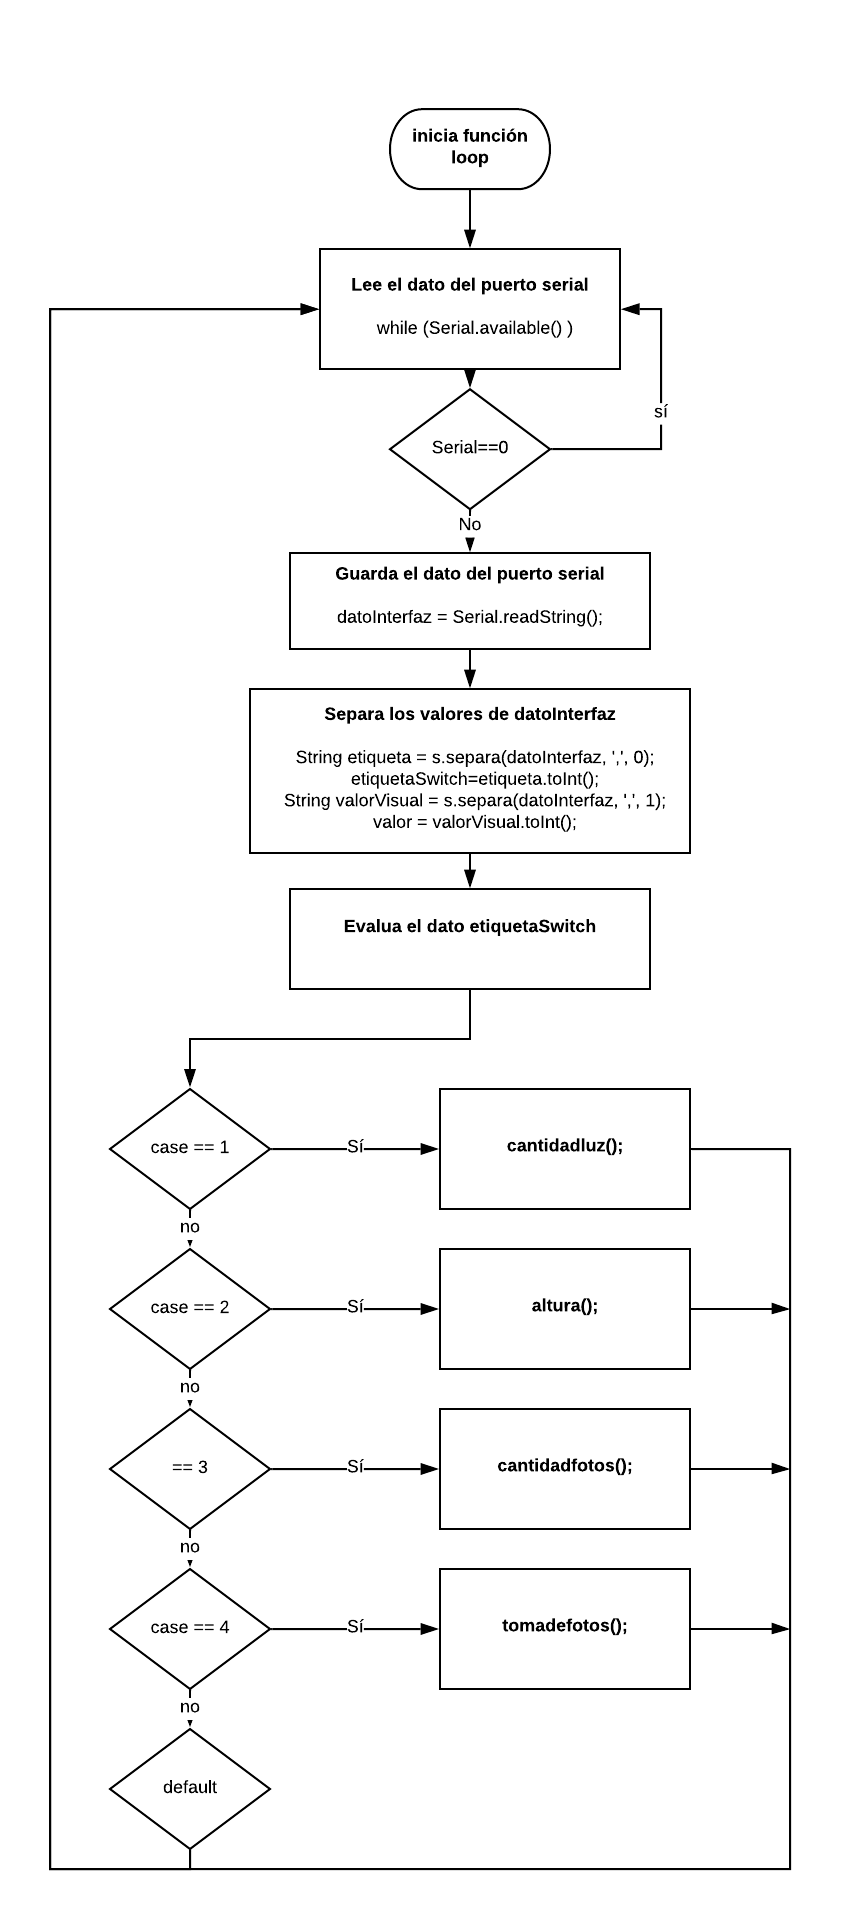 inicia función
loop
Lee el dato del puerto serial
while (Serial.available() )
sí
Serial==0
No
Guarda el dato del puerto serial
datoInterfaz = Serial.readString();
Separa los valores de datoInterfaz
String etiqueta = s.separa(datoInterfaz, ',', 0);
etiquetaSwitch=etiqueta.toInt();
String valorVisual = s.separa(datoInterfaz, ',', 1);
valor = valorVisual.toInt();
Evalua el dato etiquetaSwitch
case == 1
Sí
cantidadluz();
no
case == 2
Sí
altura();
no
== 3
Sí
cantidadfotos();
no
case == 4
Sí
tomadefotos();
no
default